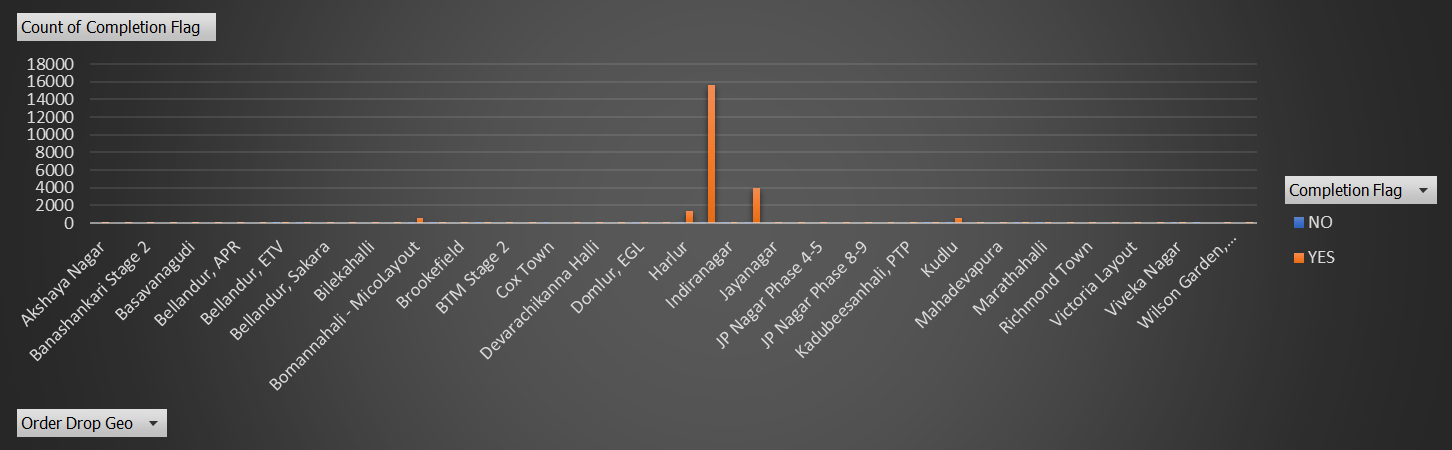 Count of Completion Flag
18000
16000
14000
12000
10000
8000
6000
4000
2000
0
Akshaya Nagar
Banashankari Stage 2
Basavanagudi
Bellandur, APR
Bellandur, ETV
Bellandur, Sakara
Bilekahalli
Bomannahali - MicoLayout
Brookefield
BTM Stage 2
Cox Town
Devarachikanna Halli
Domlur, EGL
Harlur
Indiranagar
Jayanagar
JP Nagar Phase 4-5
JP Nagar Phase 8-9
Kadubeesanhali, PTP
Kudlu
Mahadevapura
Marathahalli
Richmond Town
Victoria Layout
Viveka Nagar
Wilson Garden,...
Completion Flag
NO
YES
Order Drop Geo